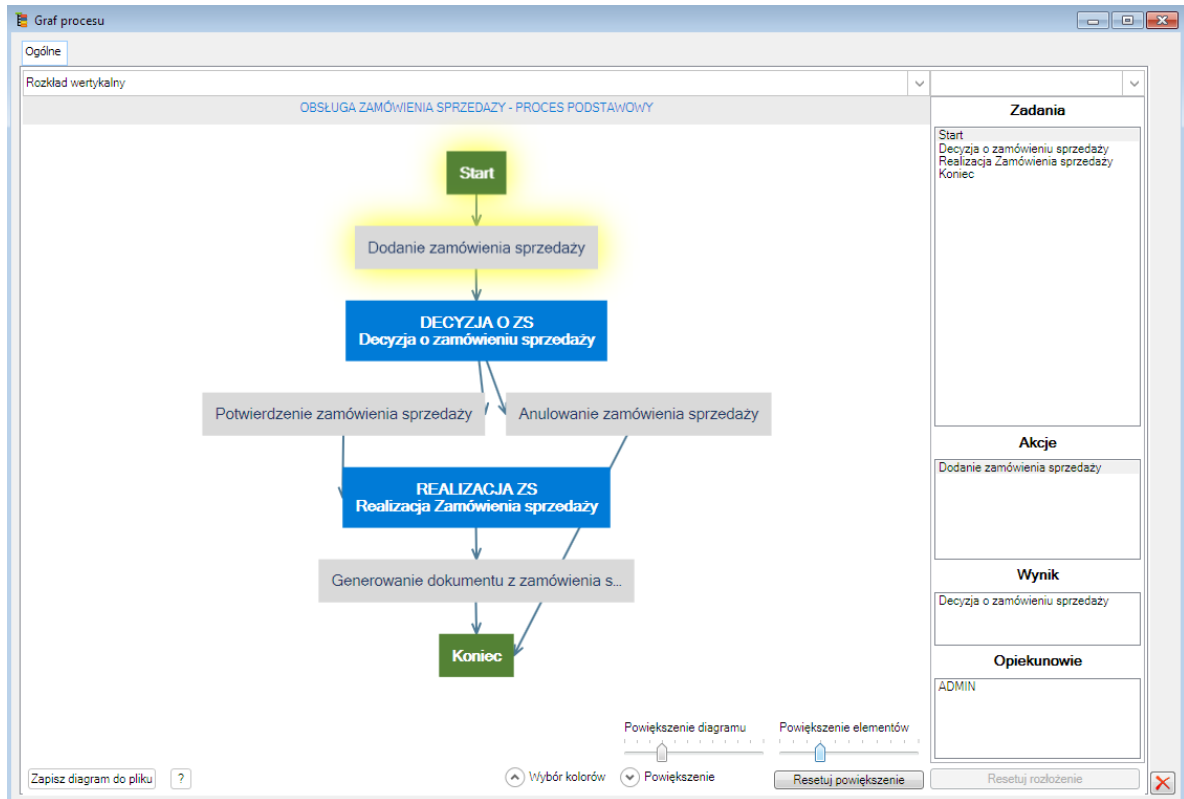 Graf procesu
Ogólne
Rozkład wertykalny
OBSŁUGA ZAMÓWIENIA SPRZEDAŻY - PROCES PODSTAWOWY
Start
Dodanie zamówienia sprzedaży
DECYZJA O ZS
Decyzja o zamówieniu sprzedaży
Potwierdzenie zamówienia sprzedaży
Anulowanie zamówienia sprzedaży
REALIZACJA ZS
Realizacja Zamówienia sprzedaży
Generowanie dokumentu z zamówienia s...
Koniec
Zadania
Start
Decyzja o zamówieniu sprzedaży
Realizacja Zamówienia sprzedaży
Koniec
Akcje
Dodanie zamówienia sprzedaży
Wynik
Decyzja o zamówieniu sprzedaży
Opiekunowie
ADMIN
Powiększenie diagramu
Powiększenie elementów
Zapisz diagram do pliku
?
Wybór kolorów
Powiększenie
Resetuj powiększenie
Resetuj rozłożenie